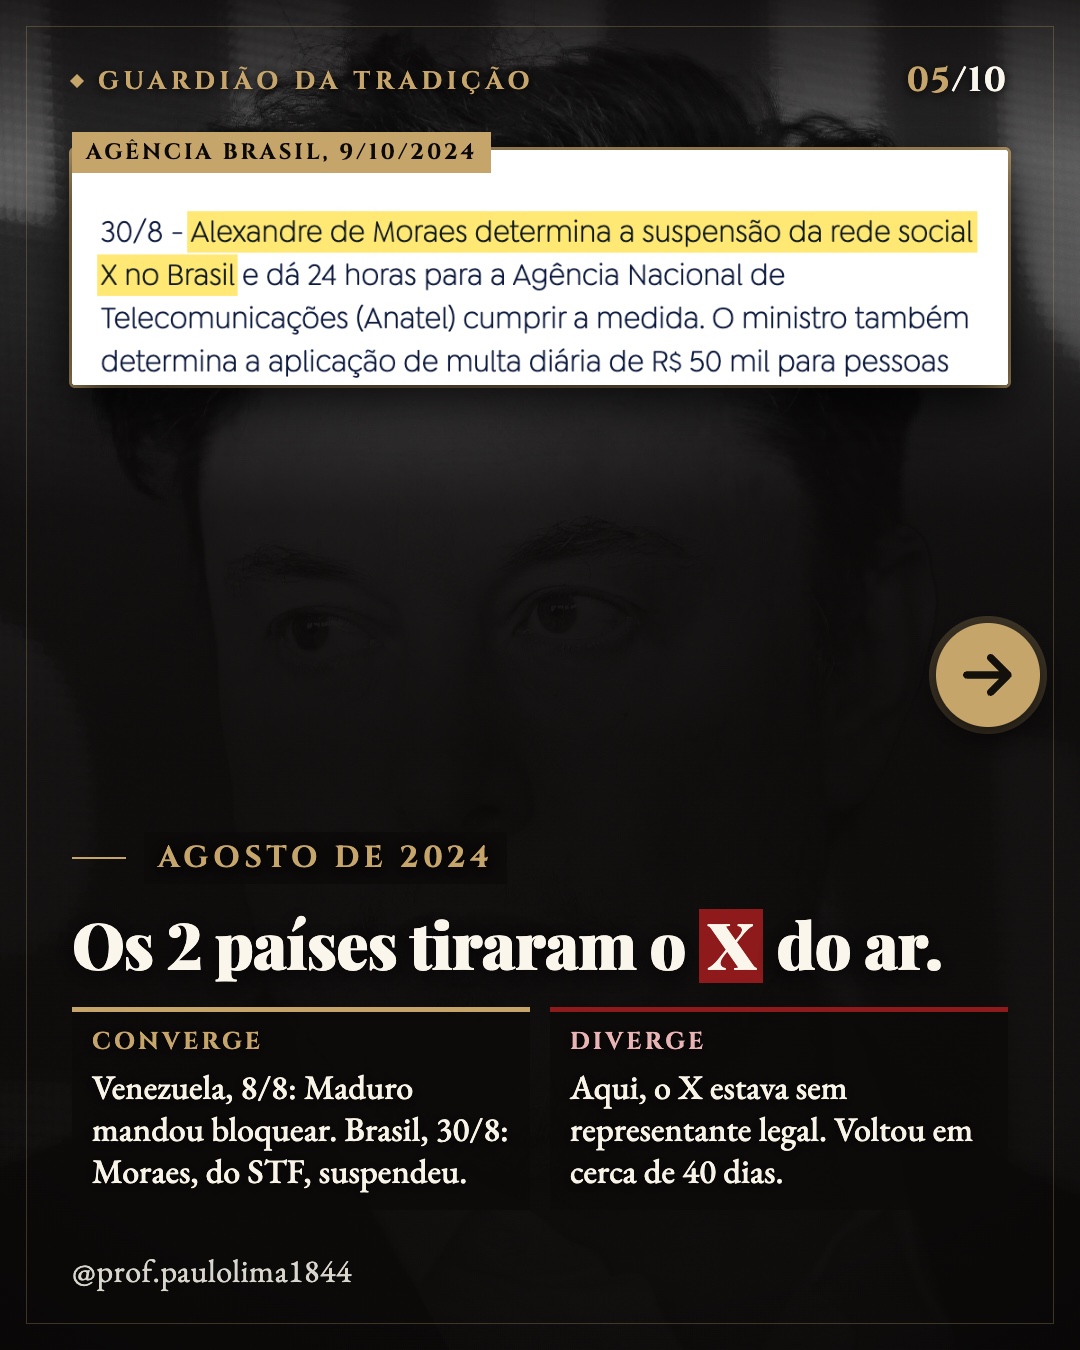 GUARDIÃO DA TRADIÇÃO
05/10
AGÊNCIA BRASIL, 9/10/2024
30/8 - Alexandre de Moraes determina a suspensão da rede social
X no Brasil e dá 24 horas para a Agência Nacional de
Telecomunicações (Anatel) cumprir a medida. O ministro também
determina a aplicação de multa diária de R$ 50 mil para pessoas
AGOSTO DE 2024
Os 2 países tiraram o X do ar.
CONVERGE
Venezuela, 8/8: Maduro
mandou bloquear. Brasil, 30/8:
Moraes, do STF, suspendeu.
DIVERGE
Aqui, o X estava sem
representante legal. Voltou em
cerca de 40 dias.
@prof.paulolima1844